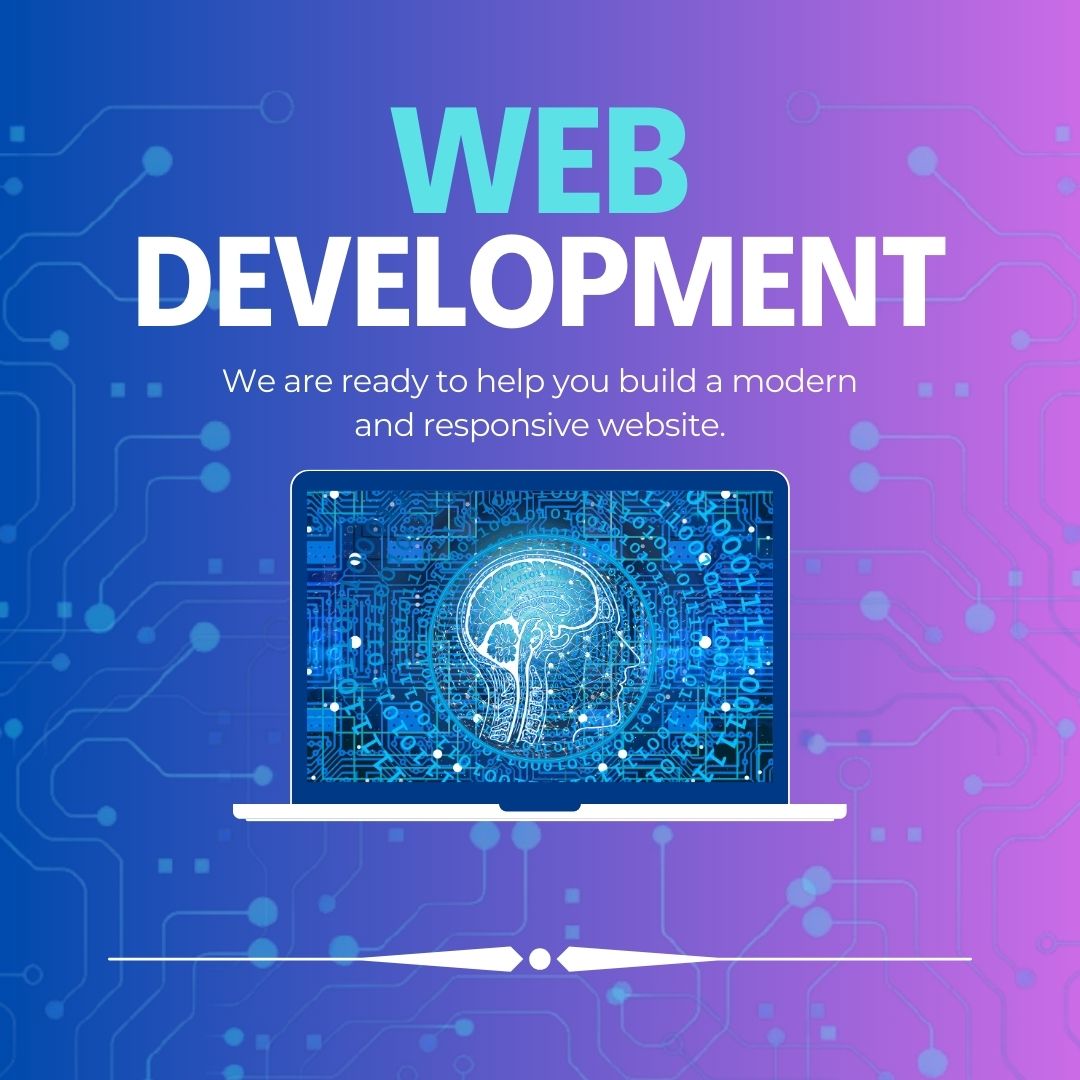 WEB
DEVELOPMENT
We are ready to help you build a modern
and responsive website.